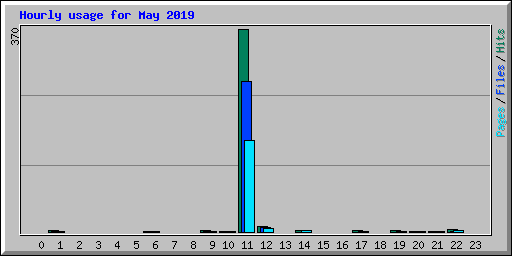 Hourly usage for May 2019
370
Pages/Files/Hits
0 1 2 3 4 5 6 7 8 9 10 11 12 13 14 15 16 17 18 19 20 21 22 23